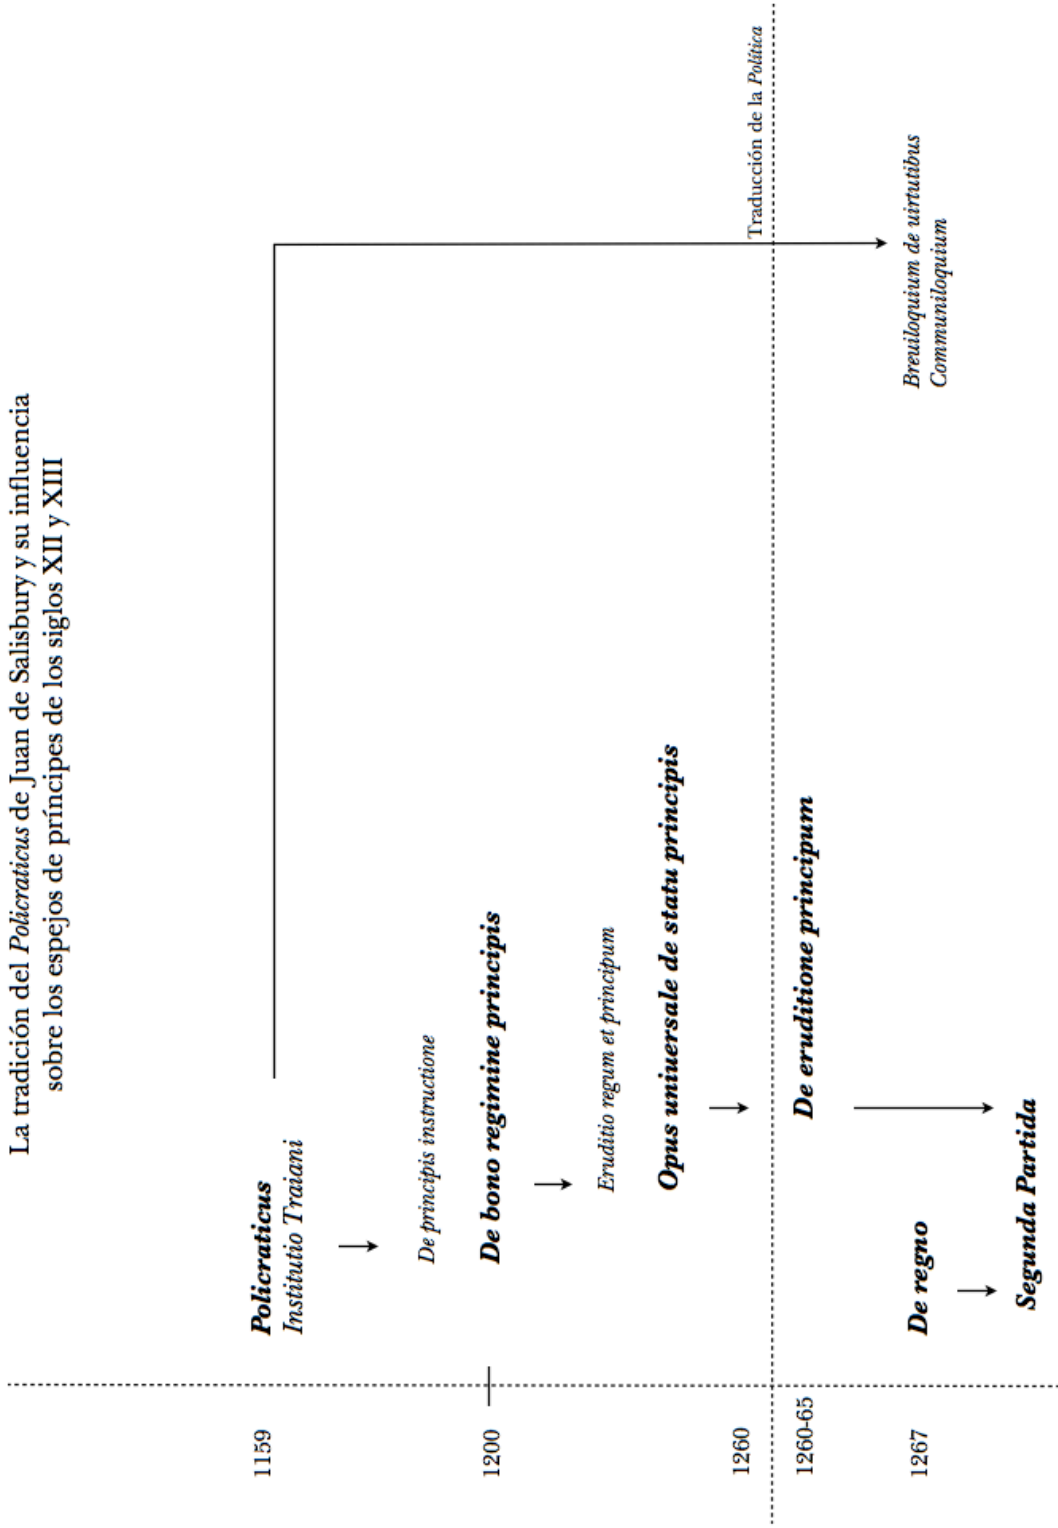 La tradición del Policraticus de Juan de Salisbury y su influencia
sobre los espejos de príncipes de los siglos XII y XIII
1159
Policraticus
Institutio Traiani
De principis instructione
1200
De bono regimine principis
Eruditio regum et principum
Opus uniuersale de statu principis
1260
Traducción de la Política
1260-65
De eruditione principum
1267
De regno
Breuiloquium de uirtutibus
Communiloquium
Segunda Partida